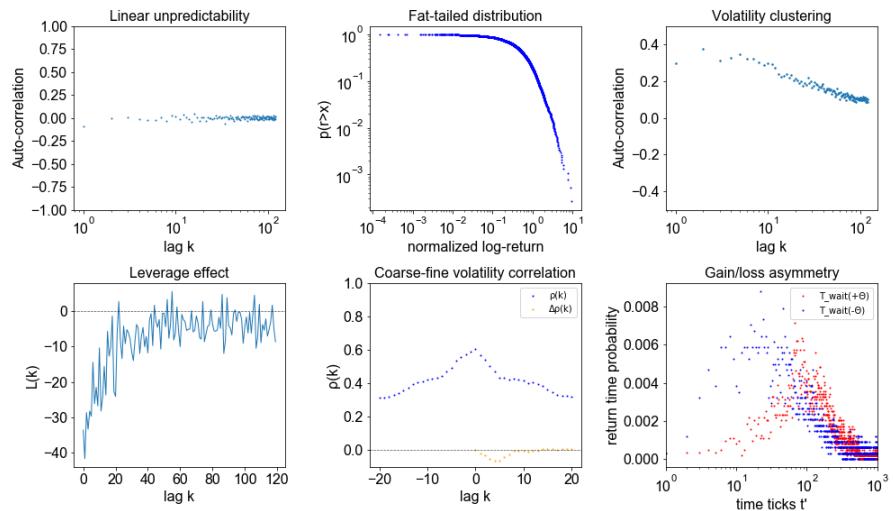 Linear unpredictability
Auto-correlation
1.00
0.75
0.50
0.25
0.00
−0.25
−0.50
−0.75
−1.00
10^0
10^1
10^2
lag k
Fat-tailed distribution
p(r>x)
10^0
10^−1
10^−2
10^−3
10^−4
10^−3
10^−2
10^−1
10^0
10^1
normalized log-return
Volatility clustering
Auto-correlation
0.4
0.2
0.0
−0.2
−0.4
10^0
10^1
10^2
lag k
Leverage effect
L(k)
0
−10
−20
−30
−40
0
20
40
60
80
100
120
lag k
Coarse-fine volatility correlation
ρ(k)
Δρ(k)
ρ(k)
1.0
0.8
0.6
0.4
0.2
0.0
−20
−10
0
10
20
lag k
Gain/loss asymmetry
T_wait(+Θ)
T_wait(-Θ)
return time probability
0.008
0.006
0.004
0.002
0.000
10^0
10^1
10^2
10^3
time ticks t'